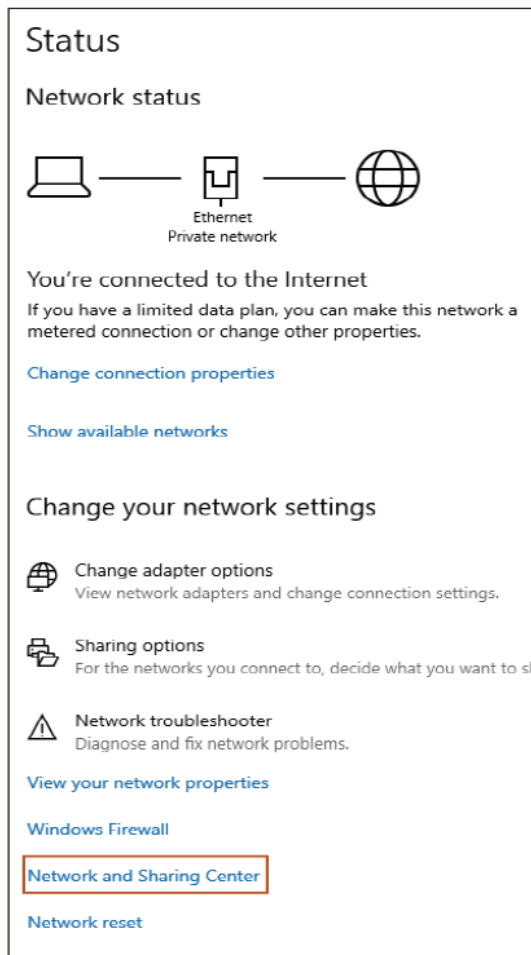 Status
Network status
Ethernet
Private network
You're connected to the Internet
If you have a limited data plan, you can make this network a
metered connection or change other properties.
Change connection properties
Show available networks
Change your network settings
Change adapter options
View network adapters and change connection settings.
Sharing options
For the networks you connect to, decide what you want to
Network troubleshooter
Diagnose and fix network problems.
View your network properties
Windows Firewall
Network and Sharing Center
Network reset